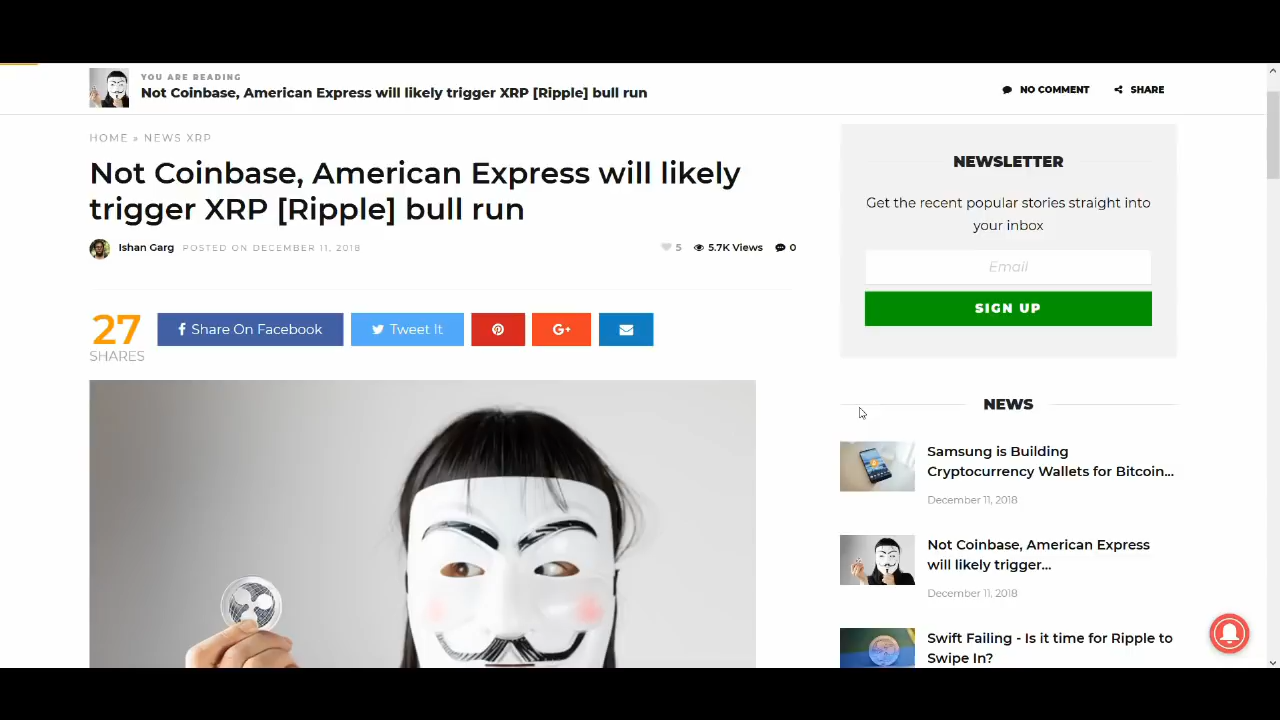 YOU ARE READING
Not Coinbase, American Express will likely trigger XRP [Ripple] bull run
NO COMMENT
SHARE
HOME » NEWS XRP
Not Coinbase, American Express will likely
trigger XRP [Ripple] bull run
Ishan Garg POSTED ON DECEMBER 11, 2018
5 5.7K Views 0
27
SHARES
Share On Facebook
Tweet It
G+
NEWSLETTER
Get the recent popular stories straight into
your inbox
Email
SIGN UP
NEWS
Samsung is Building
Cryptocurrency Wallets for Bitcoin...
December 11, 2018
Not Coinbase, American Express
will likely trigger...
December 11, 2018
Swift Failing - Is it time for Ripple to
Swipe In?